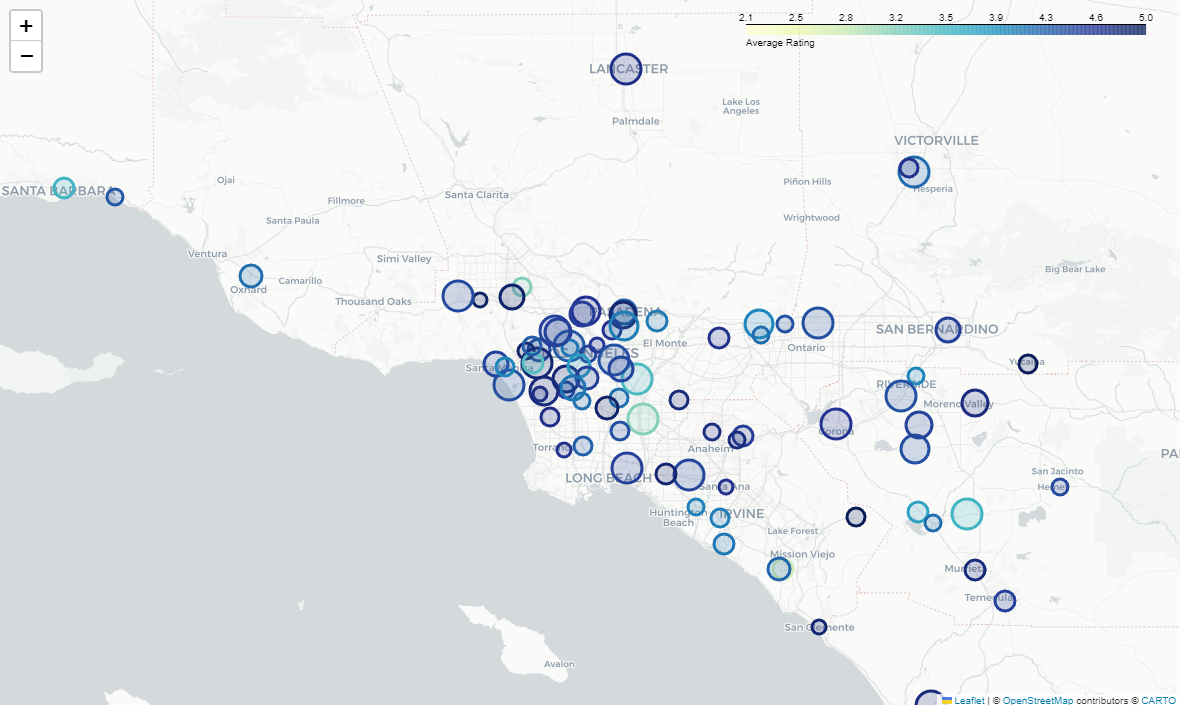 +
−
2.1 2.5 2.8 3.2 3.5 3.9 4.3 4.6 5.0
Average Rating
LANCASTER
Lake Los
Angeles
Palmdale
VICTORVILLE
Ojai
Piñon Hills
SANTA BARBARA
Hesperia
Santa Clarita
Fillmore
Wrightwood
Santa Paula
Ventura
Simi Valley
Big Bear Lake
Camarillo
Oxnard
Thousand Oaks
PASADENA
SAN BERNARDINO
El Monte
Ontario
Yucaipa
RIVERSIDE
Moreno Valley
Corona
Torrance
Anaheim
PA
San Jacinto
LONG BEACH
Santa Ana
Hemet
Huntington
Beach
IRVINE
Lake Forest
Mission Viejo
Murrieta
Temecula
San Clemente
Avalon
Leaflet | © OpenStreetMap contributors © CARTO